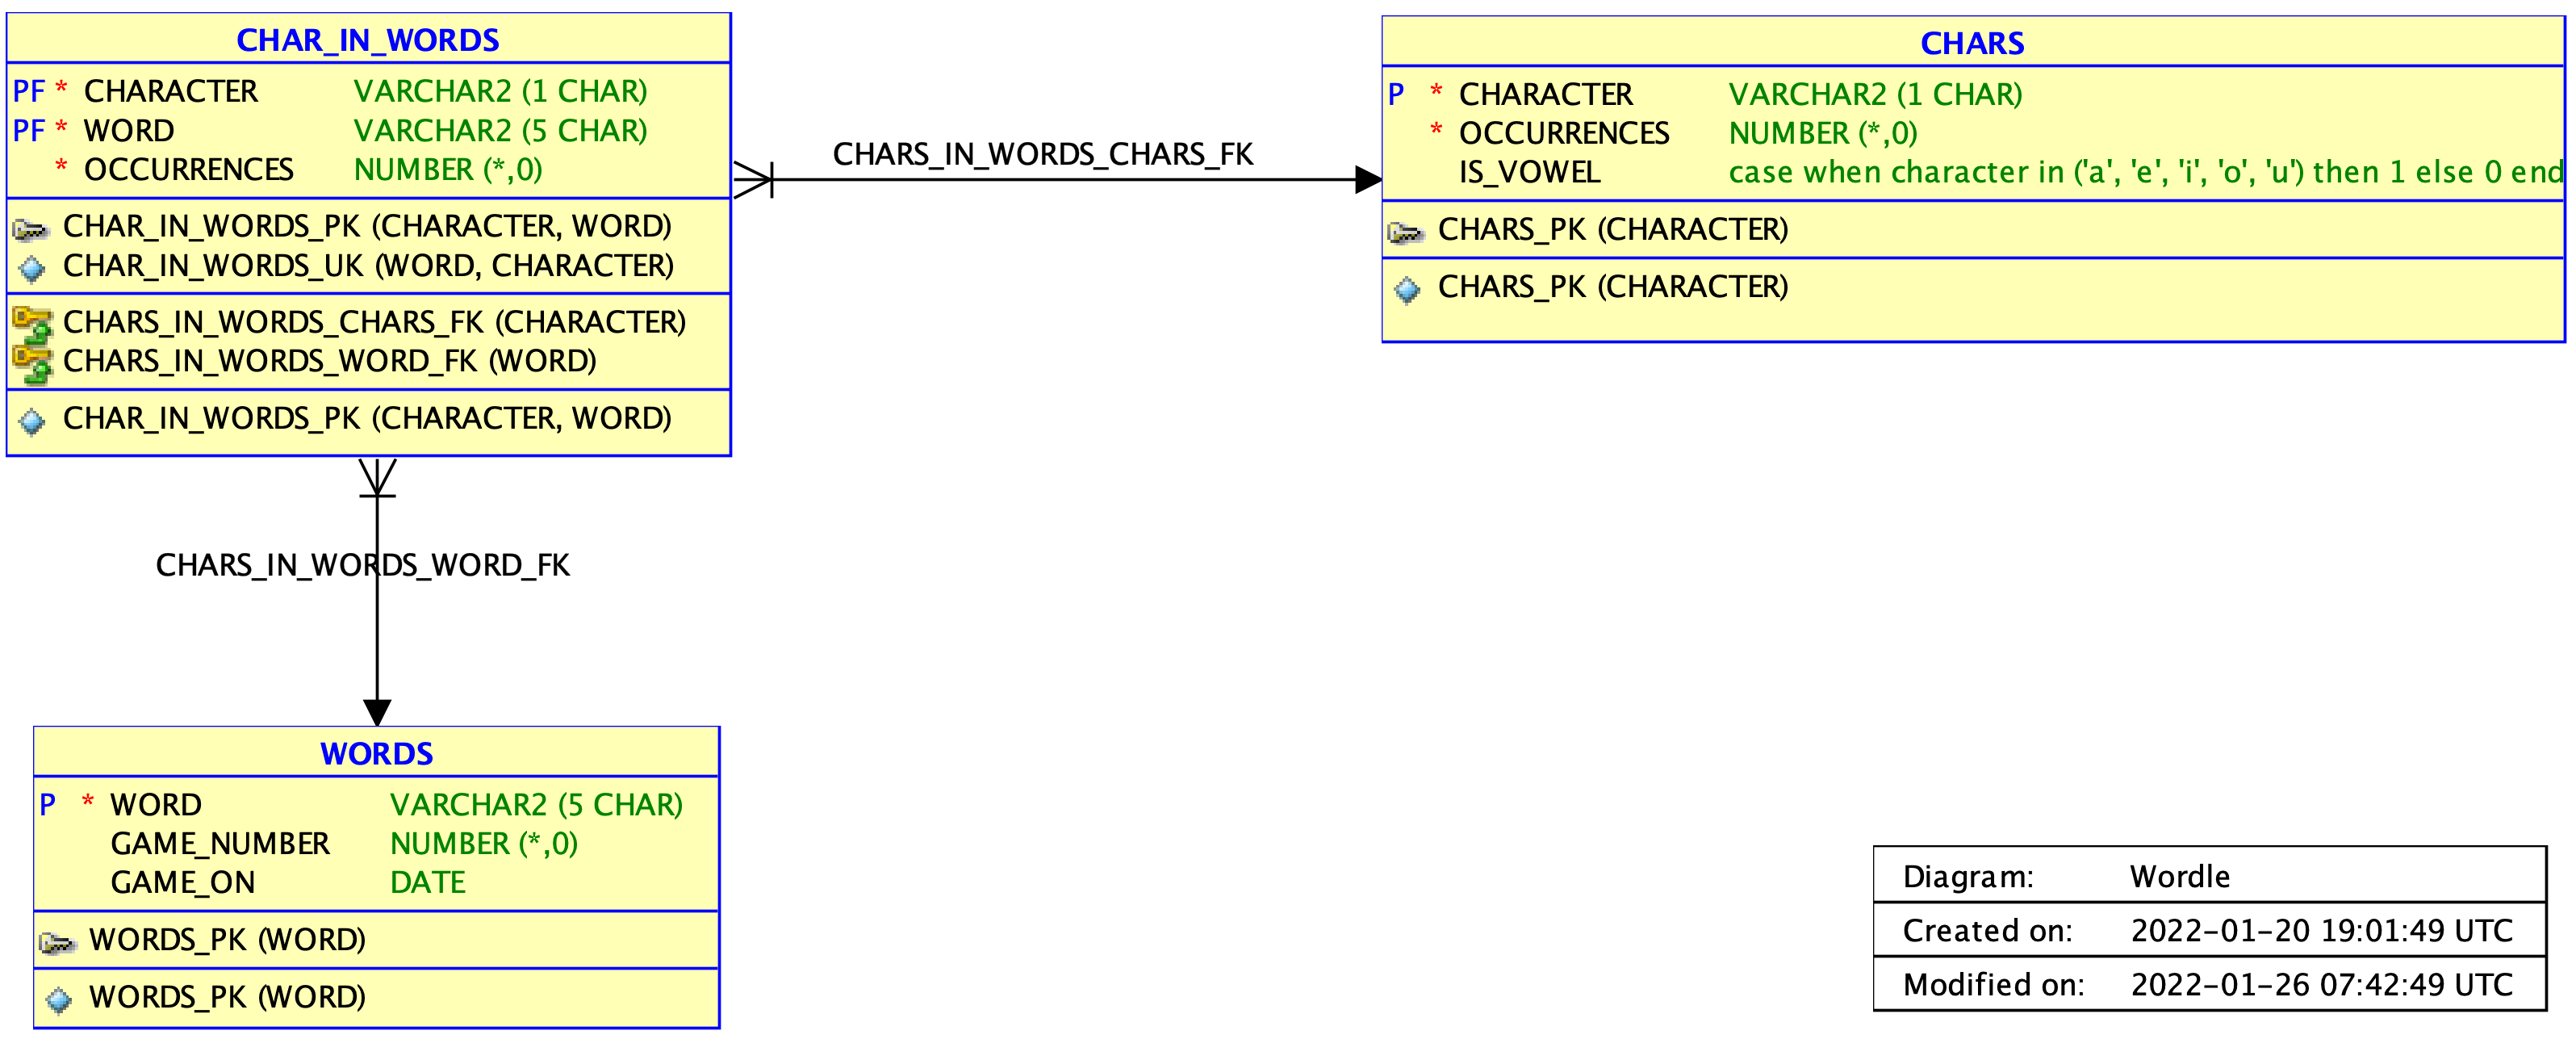 CHAR_IN_WORDS
PF * CHARACTER VARCHAR2 (1 CHAR)
PF * WORD VARCHAR2 (5 CHAR)
* OCCURRENCES NUMBER (*,0)
CHAR_IN_WORDS_PK (CHARACTER, WORD)
CHAR_IN_WORDS_UK (WORD, CHARACTER)
CHARS_IN_WORDS_CHARS_FK (CHARACTER)
CHARS_IN_WORDS_WORD_FK (WORD)
CHAR_IN_WORDS_PK (CHARACTER, WORD)
CHARS_IN_WORDS_CHARS_FK
CHARS
P * CHARACTER VARCHAR2 (1 CHAR)
* OCCURRENCES NUMBER (*,0)
IS_VOWEL case when character in ('a', 'e', 'i', 'o', 'u') then 1 else 0 end
CHARS_PK (CHARACTER)
CHARS_PK (CHARACTER)
CHARS_IN_WORDS_WORD_FK
WORDS
P * WORD VARCHAR2 (5 CHAR)
GAME_NUMBER NUMBER (*,0)
GAME_ON DATE
WORDS_PK (WORD)
WORDS_PK (WORD)
Diagram: Wordle
Created on: 2022-01-20 19:01:49 UTC
Modified on: 2022-01-26 07:42:49 UTC